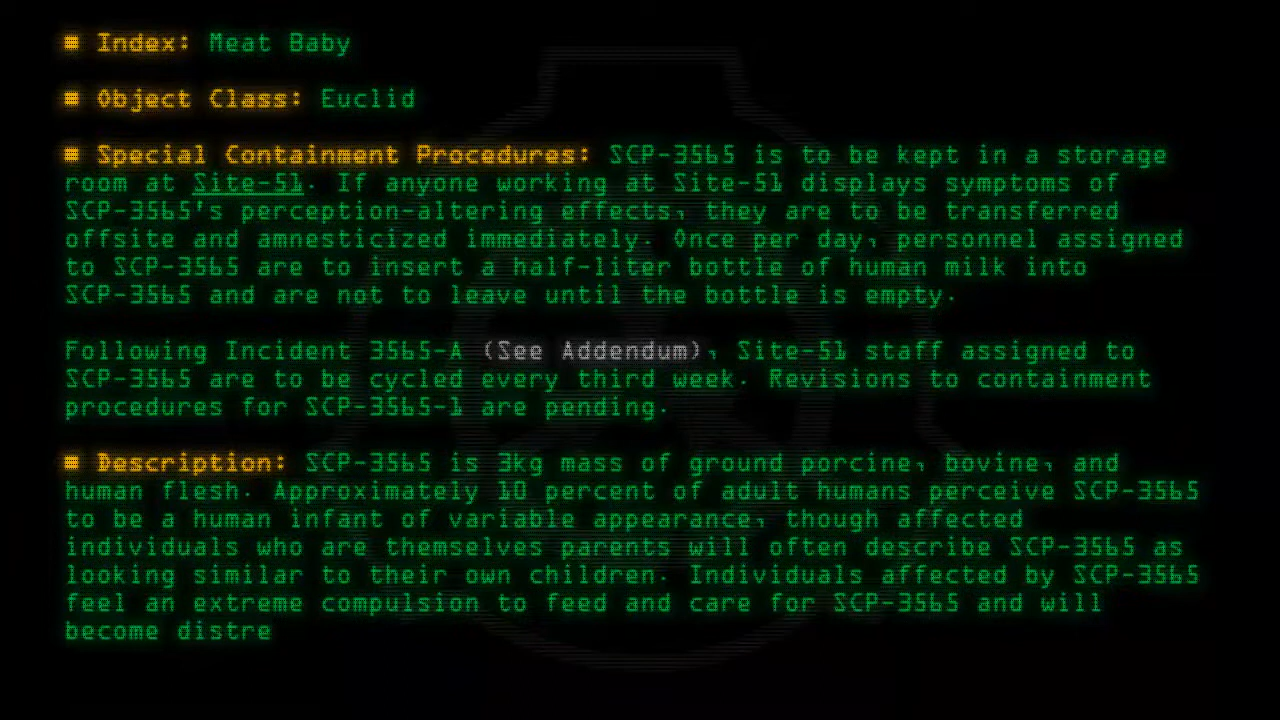 ■ Index: Meat Baby
■ Object Class: Euclid
■ Special Containment Procedures: SCP-3565 is to be kept in a storage
room at Site-51. If anyone working at Site-51 displays symptoms of
SCP-3565's perception-altering effects, they are to be transferred
offsite and amnesticized immediately. Once per day, personnel assigned
to SCP-3565 are to insert a half-liter bottle of human milk into
SCP-3565 and are not to leave until the bottle is empty.
Following Incident 3565-A (See Addendum), Site-51 staff assigned to
SCP-3565 are to be cycled every third week. Revisions to containment
procedures for SCP-3565-1 are pending.
■ Description: SCP-3565 is 3kg mass of ground porcine, bovine, and
human flesh. Approximately 10 percent of adult humans perceive SCP-3565
to be a human infant of variable appearance, though affected
individuals who are themselves parents will often describe SCP-3565 as
looking similar to their own children. Individuals affected by SCP-3565
feel an extreme compulsion to feed and care for SCP-3565 and will
become distre